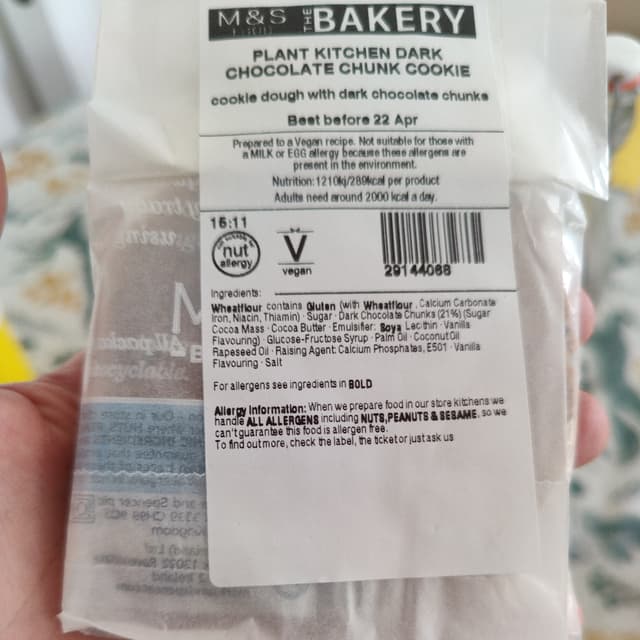 M&S
FOOD
THE BAKERY
PLANT KITCHEN DARK
CHOCOLATE CHUNK COOKIE
cookie dough with dark chocolate chunks
Best before 22 Apr
Prepared to a Vegan recipe. Not suitable for those with
a MILK or EGG allergy because these allergens are
present in the environment.
Nutrition:1210kj/289kcal per product
Adults need around 2000 kcal a day.
15:11
nut
allergy
V
vegan
29144088
Ingredients:
Wheatflour contains Gluten (with Wheatflour, Calcium Carbonate
Iron, Niacin, Thiamin) · Sugar · Dark Chocolate Chunks (21%) (Sugar
Cocoa Mass · Cocoa Butter · Emulsifier: Soya Lecithin · Vanilla
Flavouring) · Glucose-Fructose Syrup · Palm Oil · Coconut Oil
Rapeseed Oil · Raising Agent: Calcium Phosphates, E501 · Vanilla
Flavouring · Salt
For allergens see ingredients in BOLD
Allergy Information: When we prepare food in our store kitchens we
handle ALL ALLERGENS including NUTS,PEANUTS & SESAME, so we
can't guarantee this food is allergen free.
To find out more, check the label, the ticket or just ask us